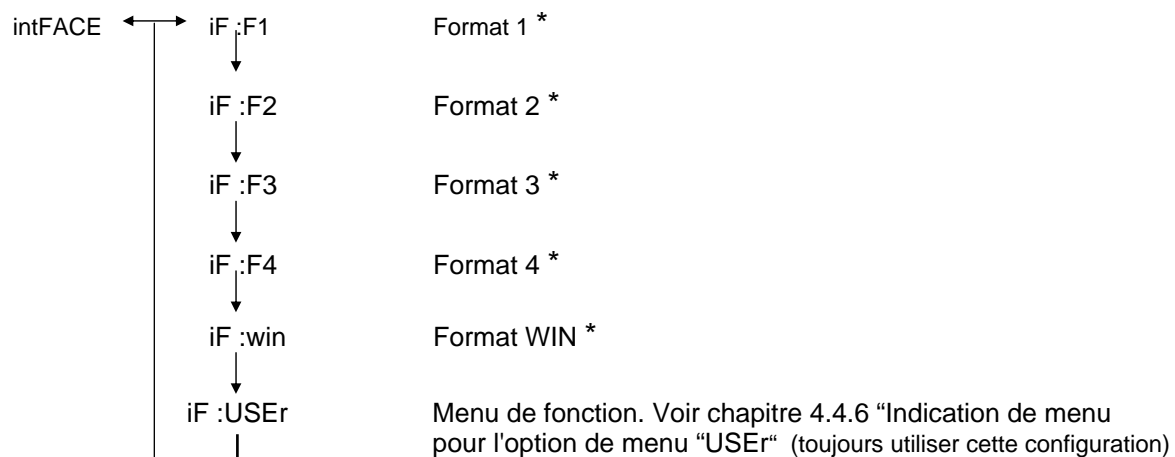 intFACE iF :F1 Format 1 *
iF :F2 Format 2 *
iF :F3 Format 3 *
iF :F4 Format 4 *
iF :win Format WIN *
iF :USEr Menu de fonction. Voir chapitre 4.4.6 “Indication de menu
pour l'option de menu “USEr“ (toujours utiliser cette configuration)